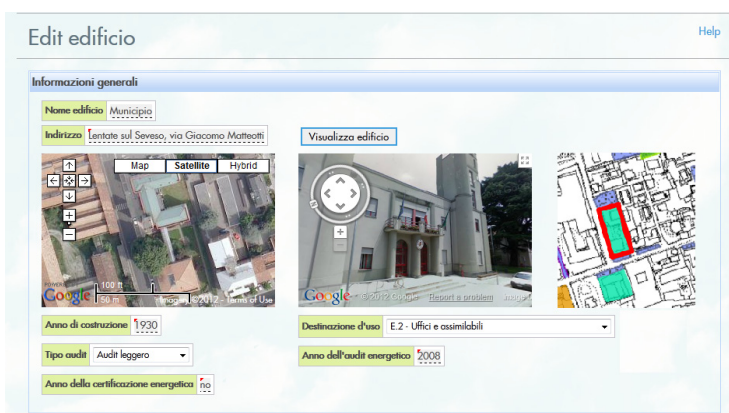 Edit edificio
Help
Informazioni generali
Nome edificio Municipio
Indirizzo Lentate sul Seveso, via Giacomo Matteotti
Visualizza edificio
Map Satellite Hybrid
100 ft
50 m
Google
Imagery ©2012 - Terms of Use
Google
©2012 Google Report a problem
Anno di costruzione 1930
Destinazione d'uso E.2 - Uffici e assimilabili
Tipo audit Audit leggero
Anno dell'audit energetico 2008
Anno della certificazione energetica no